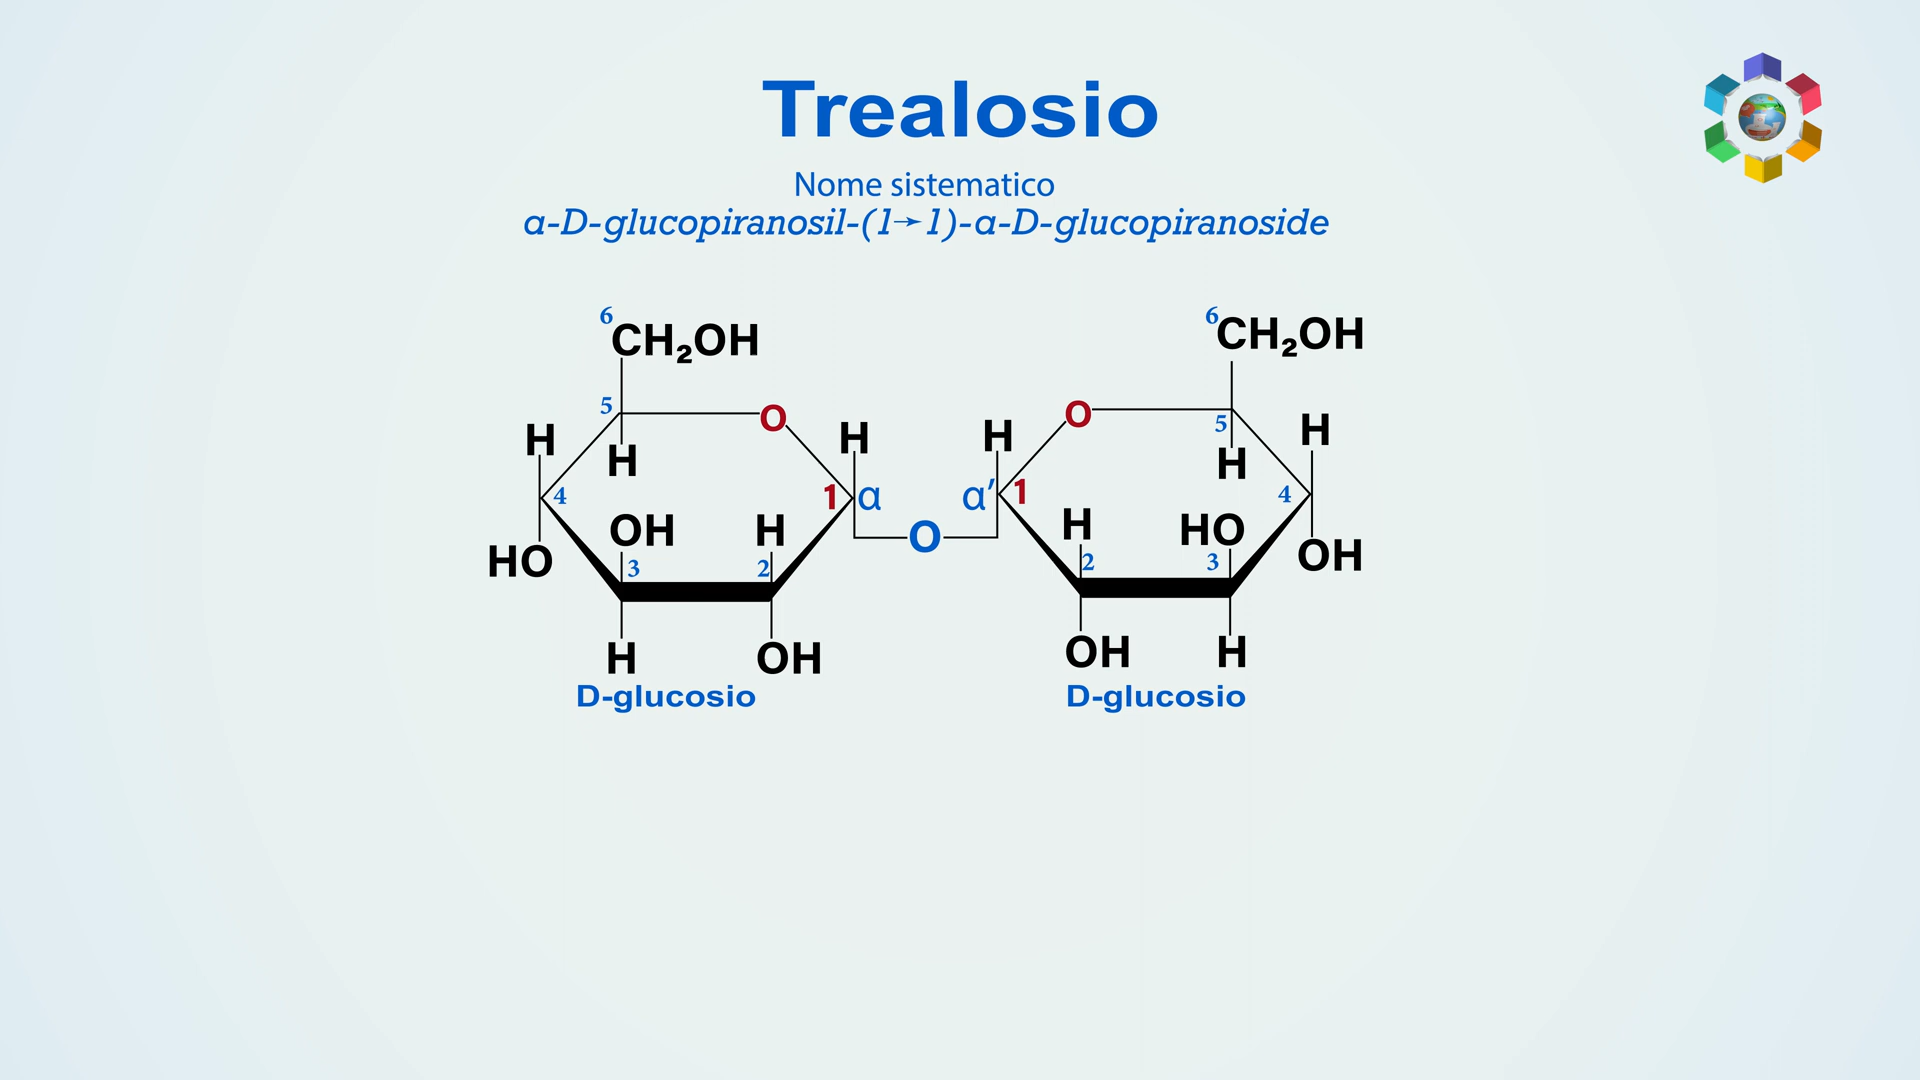 Trealosio
Nome sistematico
α-D-glucopiranosil-(1→1)-α-D-glucopiranoside
6 6
CH₂OH CH₂OH
5 O O 5
H H H H
H H
4 1 α α′ 1 4
OH H O H HO
HO 3 2 2 3 OH
H OH OH H
D-glucosio D-glucosio